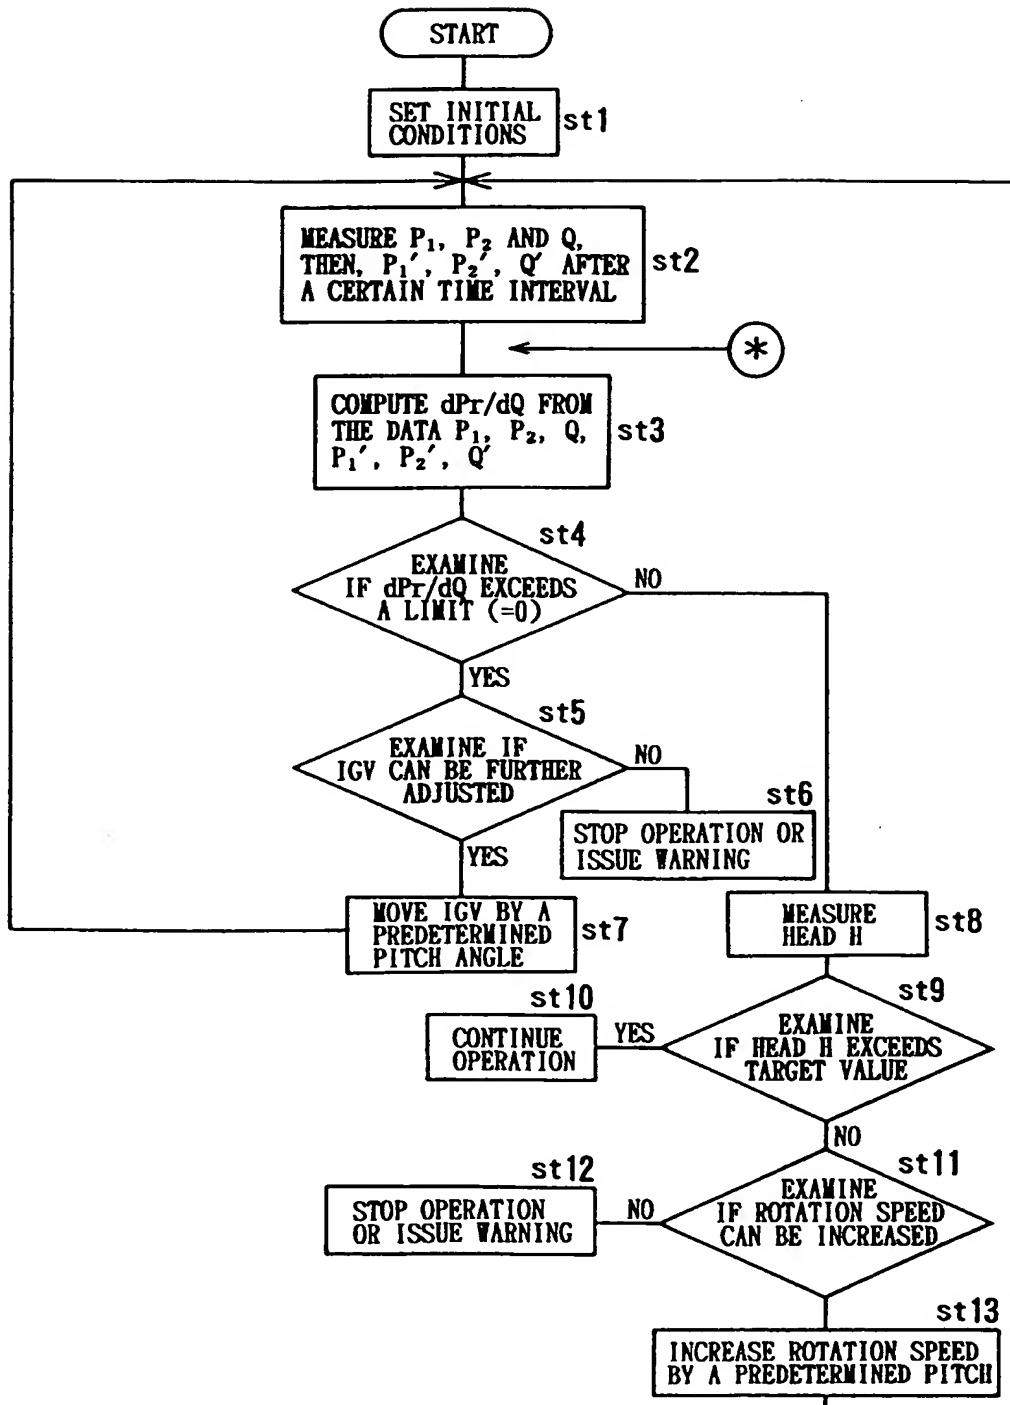 START
SET INITIAL
CONDITIONS
st1
MEASURE P₁, P₂ AND Q,
THEN, P₁′, P₂′, Q′ AFTER
A CERTAIN TIME INTERVAL
st2
*
COMPUTE dPr/dQ FROM
THE DATA P₁, P₂, Q,
P₁′, P₂′, Q′
st3
st4
EXAMINE
IF dPr/dQ EXCEEDS
A LIMIT (=0)
NO
YES
st5
EXAMINE IF
IGV CAN BE FURTHER
ADJUSTED
NO
YES
st6
STOP OPERATION OR
ISSUE WARNING
MOVE IGV BY A
PREDETERMINED
PITCH ANGLE
st7
MEASURE
HEAD H
st8
st9
EXAMINE
IF HEAD H EXCEEDS
TARGET VALUE
YES
st10
CONTINUE
OPERATION
NO
st11
EXAMINE
IF ROTATION SPEED
CAN BE INCREASED
NO
st12
STOP OPERATION
OR ISSUE WARNING
st13
INCREASE ROTATION SPEED
BY A PREDETERMINED PITCH